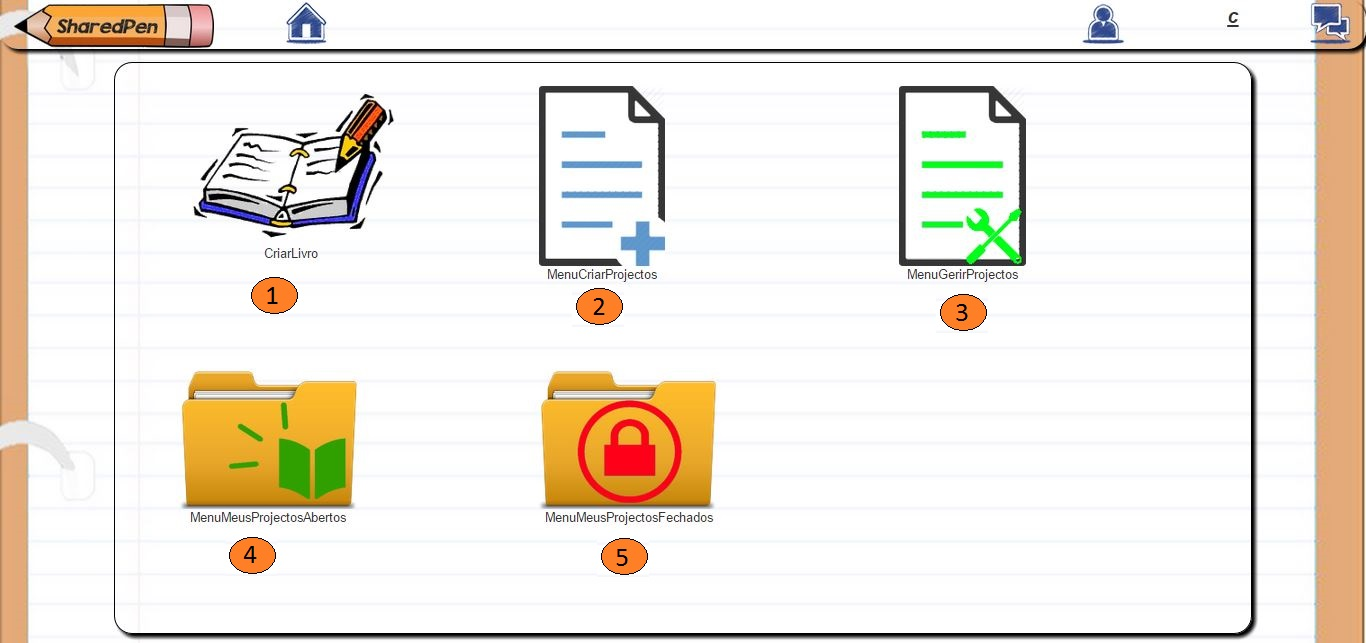 SharedPen
C
CriarLivro
MenuCriarProjectos
MenuGerirProjectos
1
2
3
MenuMeusProjectosAbertos
MenuMeusProjectosFechados
4
5